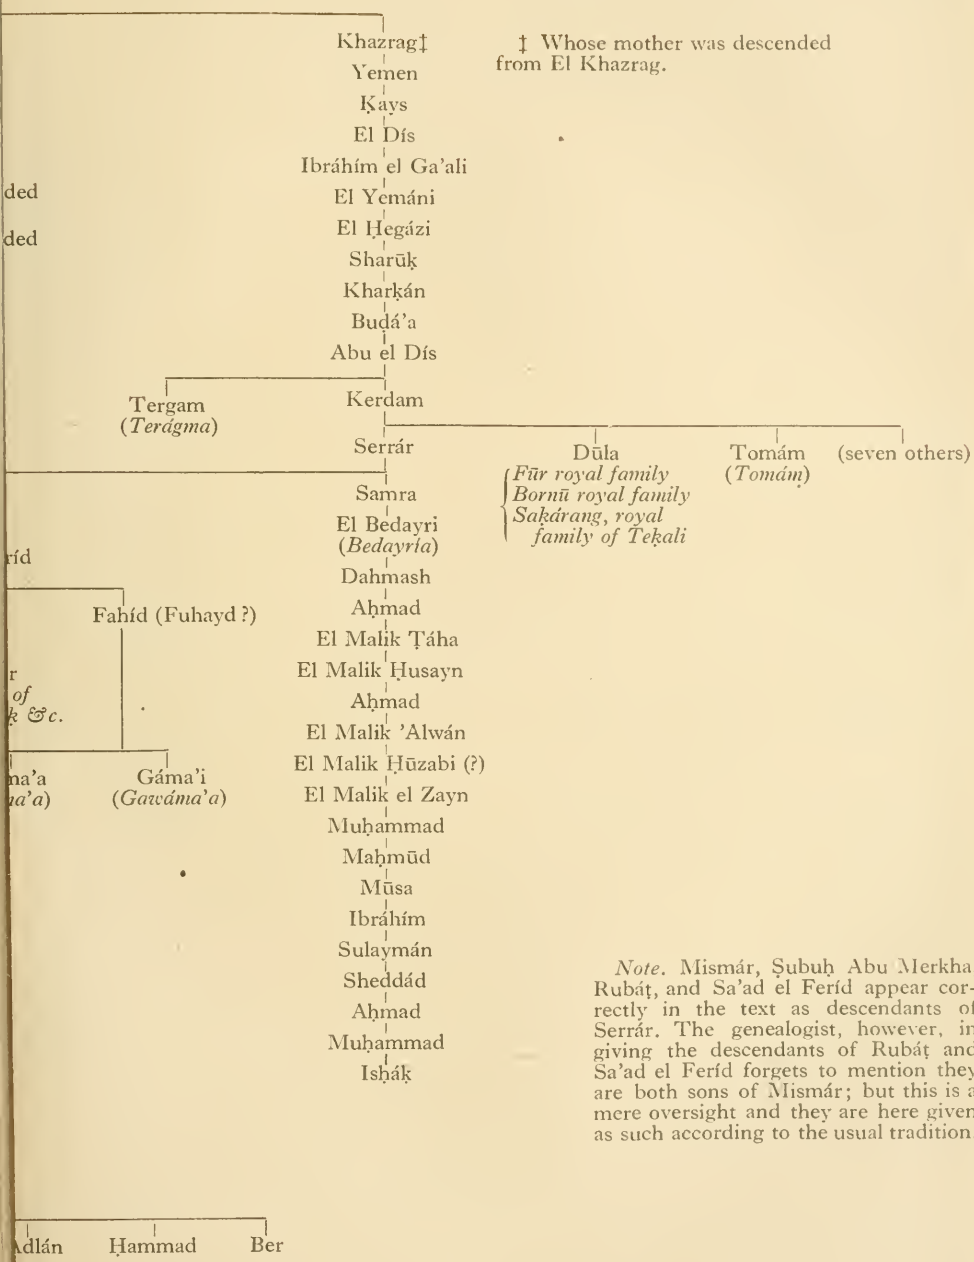 Khazrag‡
‡ Whose mother was descended
from El Khazrag.
Yemen
Ḳays
El Dís
Ibráhím el Ga'ali
ded
El Yemáni
ded
El Ḥegázi
Sharūḳ
Kharḳán
Buḍá'a
Abu el Dís
Tergam
(Terágma)
Kerdam
Serrár
Dūla
Tomám
(seven others)
Fūr royal family
(Tomám)
Bornū royal family
Saḳárang, royal
family of Teḳali
Samra
El Bedayri
(Bedayría)
ríd
Dahmash
Fahíd (Fuhayd ?)
Aḥmad
El Malik Ṭáha
El Malik Ḥusayn
r
of
ḳ &c.
Aḥmad
El Malik 'Alwán
El Malik Ḥūzabi (?)
ma'a
Gáma'i
a'a)
(Gawáma'a)
El Malik el Zayn
Muḥammad
Maḥmūd
Mūsa
Ibráhím
Sulaymán
Sheddád
Aḥmad
Muḥammad
Isḥáḳ
Note. Mismár, Ṣubuḥ Abu Merkha
Rubáṭ, and Sa'ad el Feríd appear cor-
rectly in the text as descendants of
Serrár. The genealogist, however, in
giving the descendants of Rubáṭ and
Sa'ad el Feríd forgets to mention they
are both sons of Mismár; but this is a
mere oversight and they are here given
as such according to the usual tradition.
Adlán
Ḥammad
Ber